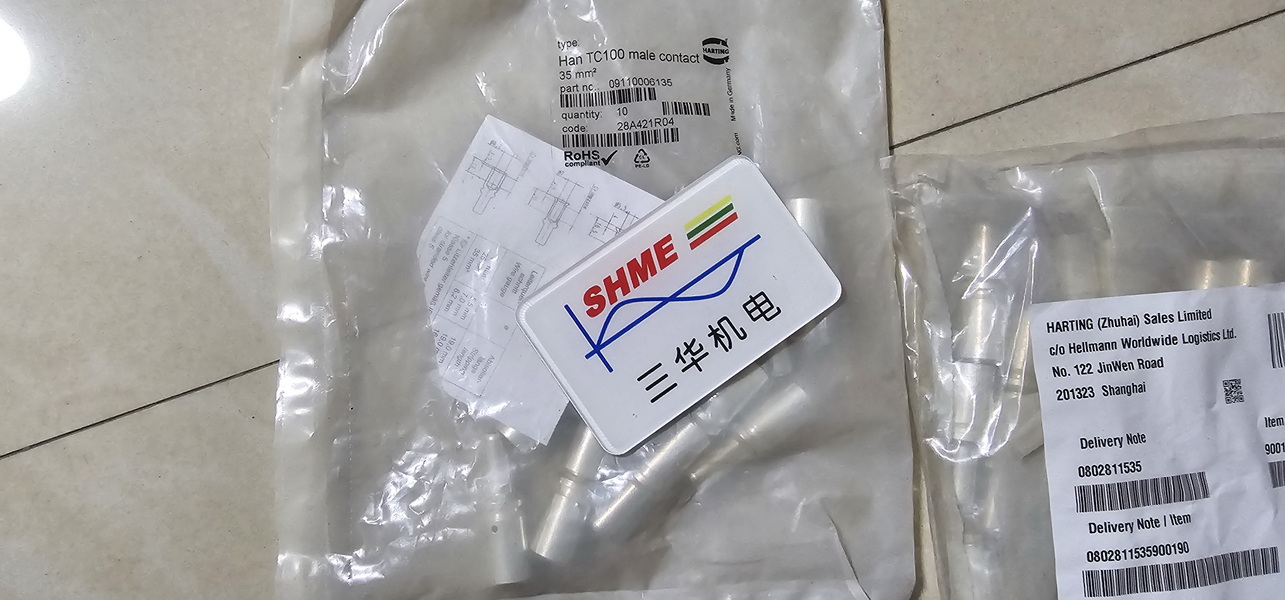 type:
Han TC100 male contact
HARTING
35 mm²
part no.: 09110006135
quantity: 10
code: 28A421R04
RoHS
compliant
PE-LD
Made in Germany
SHME
三华机电
HARTING (Zhuhai) Sales Limited
c/o Hellmann Worldwide Logistics Ltd.
No. 122 JinWen Road
201323 Shanghai
Delivery Note
0802811535
Delivery Note / Item
0802811535900190
Item
9001